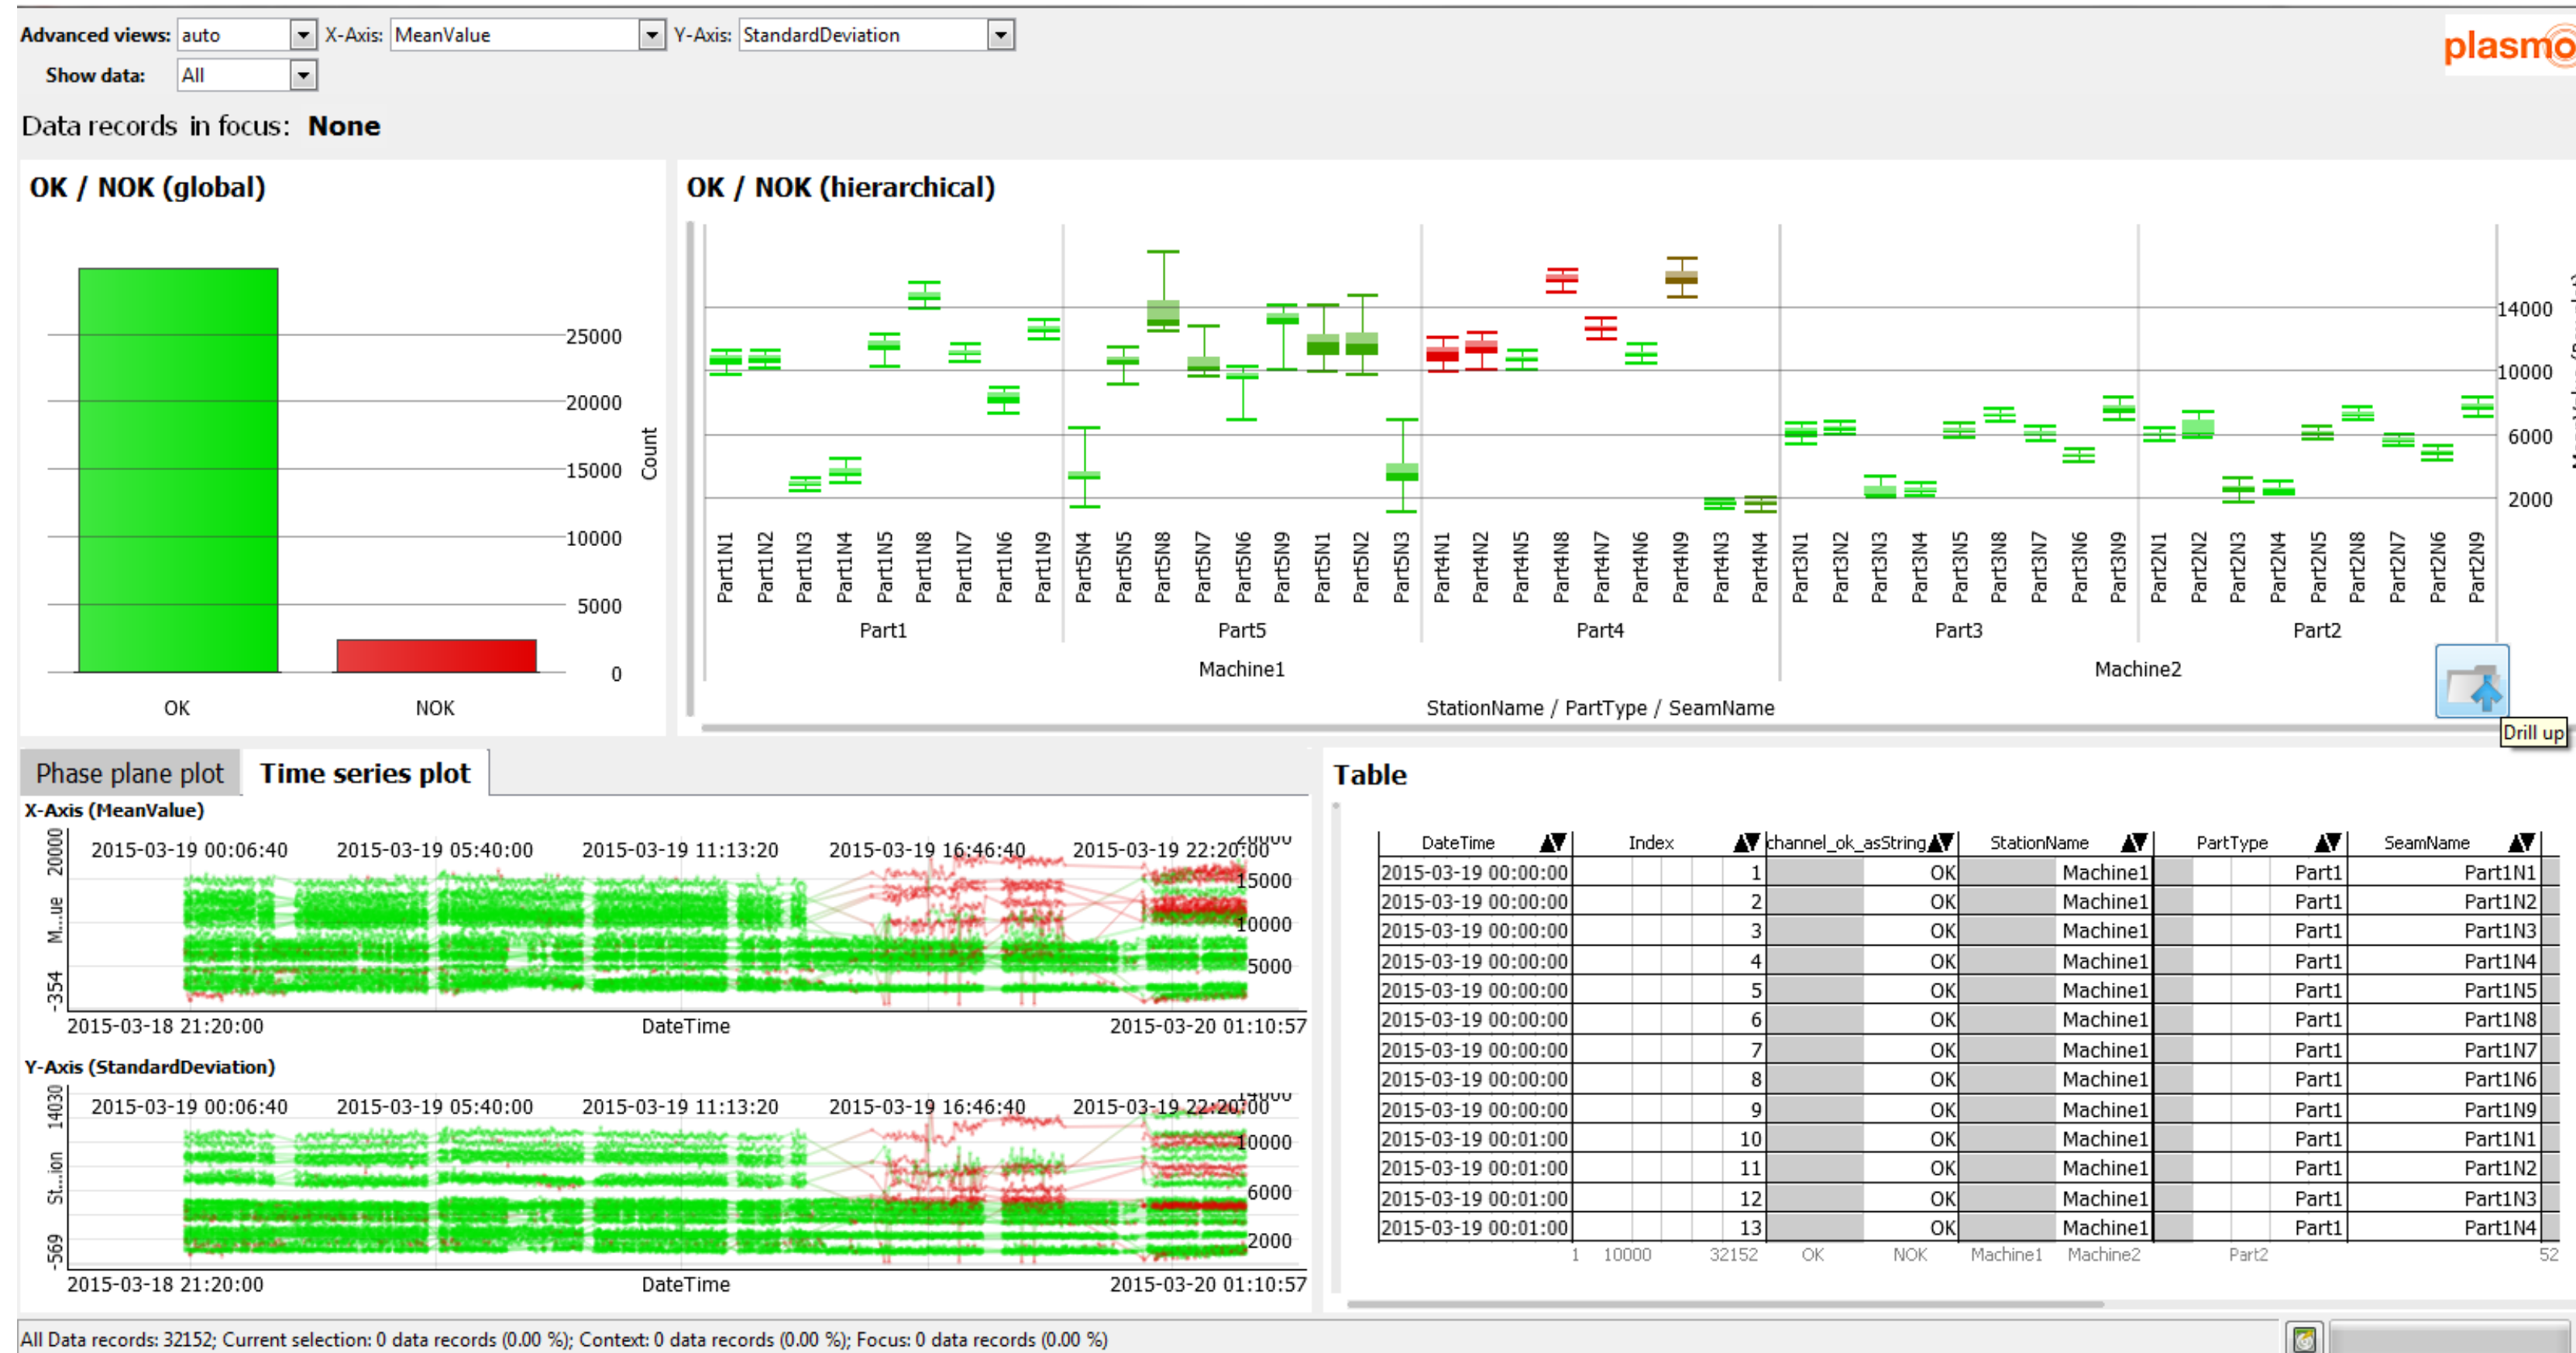 Advanced views: auto X-Axis: MeanValue Y-Axis: StandardDeviation
plasmo
Show data: All
Data records in focus: None
OK / NOK (global)
25000
20000
15000
10000
5000
0
Count
OK NOK
OK / NOK (hierarchical)
14000
10000
6000
2000
Part1N1 Part1N2 Part1N3 Part1N4 Part1N5 Part1N8 Part1N7 Part1N6 Part1N9 Part5N4 Part5N5 Part5N8 Part5N7 Part5N6 Part5N9 Part5N1 Part5N2 Part5N3 Part4N1 Part4N2 Part4N5 Part4N8 Part4N7 Part4N6 Part4N9 Part4N3 Part4N4 Part3N1 Part3N2 Part3N3 Part3N4 Part3N5 Part3N8 Part3N7 Part3N6 Part3N9 Part2N1 Part2N2 Part2N3 Part2N4 Part2N5 Part2N8 Part2N7 Part2N6 Part2N9
Part1 Part5 Part4 Part3 Part2
Machine1 Machine2
StationName / PartType / SeamName
Drill up
Phase plane plot Time series plot
X-Axis (MeanValue)
2015-03-19 00:06:40 2015-03-19 05:40:00 2015-03-19 11:13:20 2015-03-19 16:46:40 2015-03-19 22:20:00
20000
M...ue
-354
15000
10000
5000
2015-03-18 21:20:00 DateTime 2015-03-20 01:10:57
Y-Axis (StandardDeviation)
2015-03-19 00:06:40 2015-03-19 05:40:00 2015-03-19 11:13:20 2015-03-19 16:46:40 2015-03-19 22:20:00
14030
St...ion
-569
10000
6000
2000
2015-03-18 21:20:00 DateTime 2015-03-20 01:10:57
Table
DateTime Index channel_ok_asString StationName PartType SeamName
2015-03-19 00:00:00 1 OK Machine1 Part1 Part1N1
2015-03-19 00:00:00 2 OK Machine1 Part1 Part1N2
2015-03-19 00:00:00 3 OK Machine1 Part1 Part1N3
2015-03-19 00:00:00 4 OK Machine1 Part1 Part1N4
2015-03-19 00:00:00 5 OK Machine1 Part1 Part1N5
2015-03-19 00:00:00 6 OK Machine1 Part1 Part1N8
2015-03-19 00:00:00 7 OK Machine1 Part1 Part1N7
2015-03-19 00:00:00 8 OK Machine1 Part1 Part1N6
2015-03-19 00:00:00 9 OK Machine1 Part1 Part1N9
2015-03-19 00:01:00 10 OK Machine1 Part1 Part1N1
2015-03-19 00:01:00 11 OK Machine1 Part1 Part1N2
2015-03-19 00:01:00 12 OK Machine1 Part1 Part1N3
2015-03-19 00:01:00 13 OK Machine1 Part1 Part1N4
1 10000 32152 OK NOK Machine1 Machine2 Part2 52
All Data records: 32152; Current selection: 0 data records (0.00 %); Context: 0 data records (0.00 %); Focus: 0 data records (0.00 %)